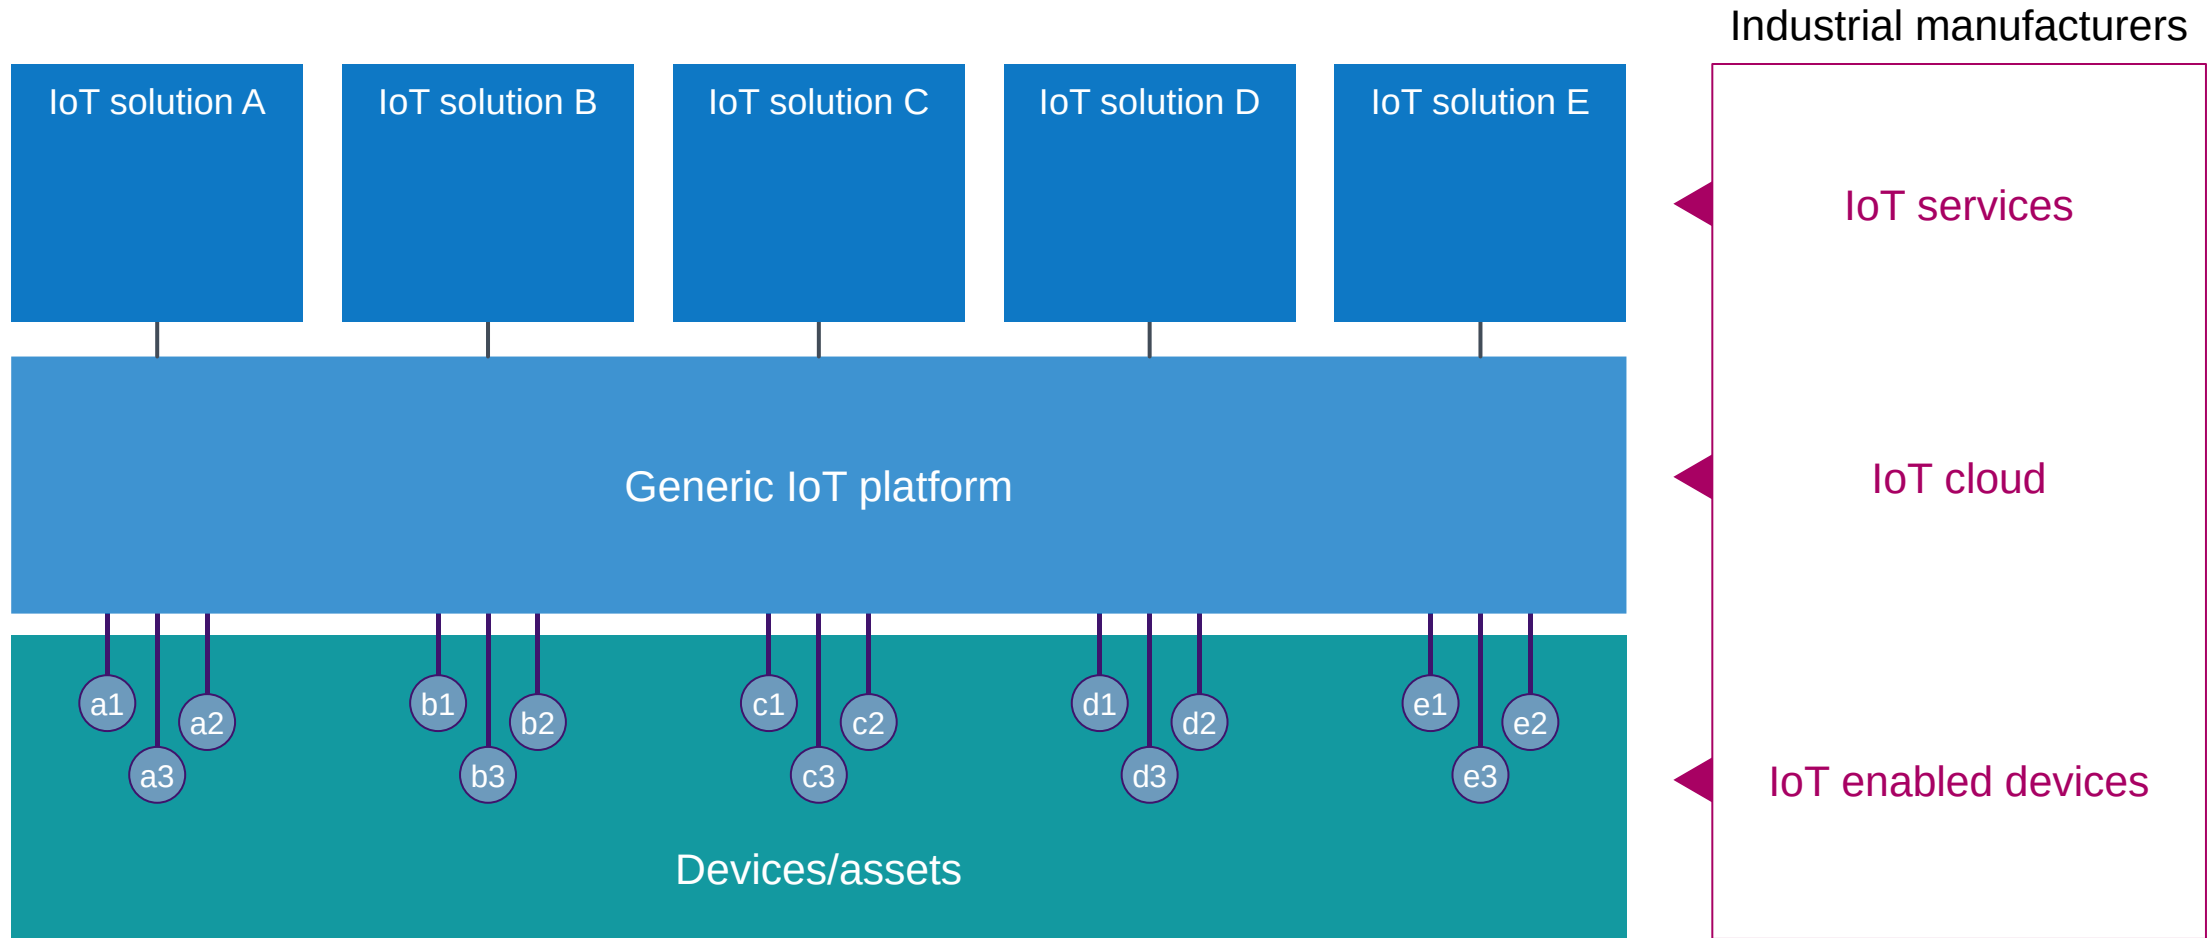 Industrial manufacturers
IoT solution A
IoT solution B
IoT solution C
IoT solution D
IoT solution E
IoT services
Generic IoT platform
IoT cloud
a1
a2
a3
b1
b2
b3
c1
c2
c3
d1
d2
d3
e1
e2
e3
IoT enabled devices
Devices/assets